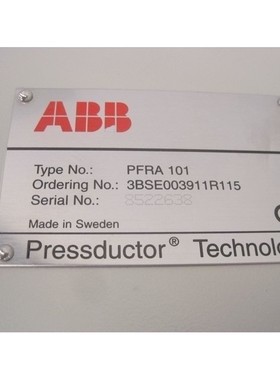 ABB
Type No.: PFRA 101
Ordering No.: 3BSE003911R115
Serial No.: 8522638
Made in Sweden
Pressductor® Technolo